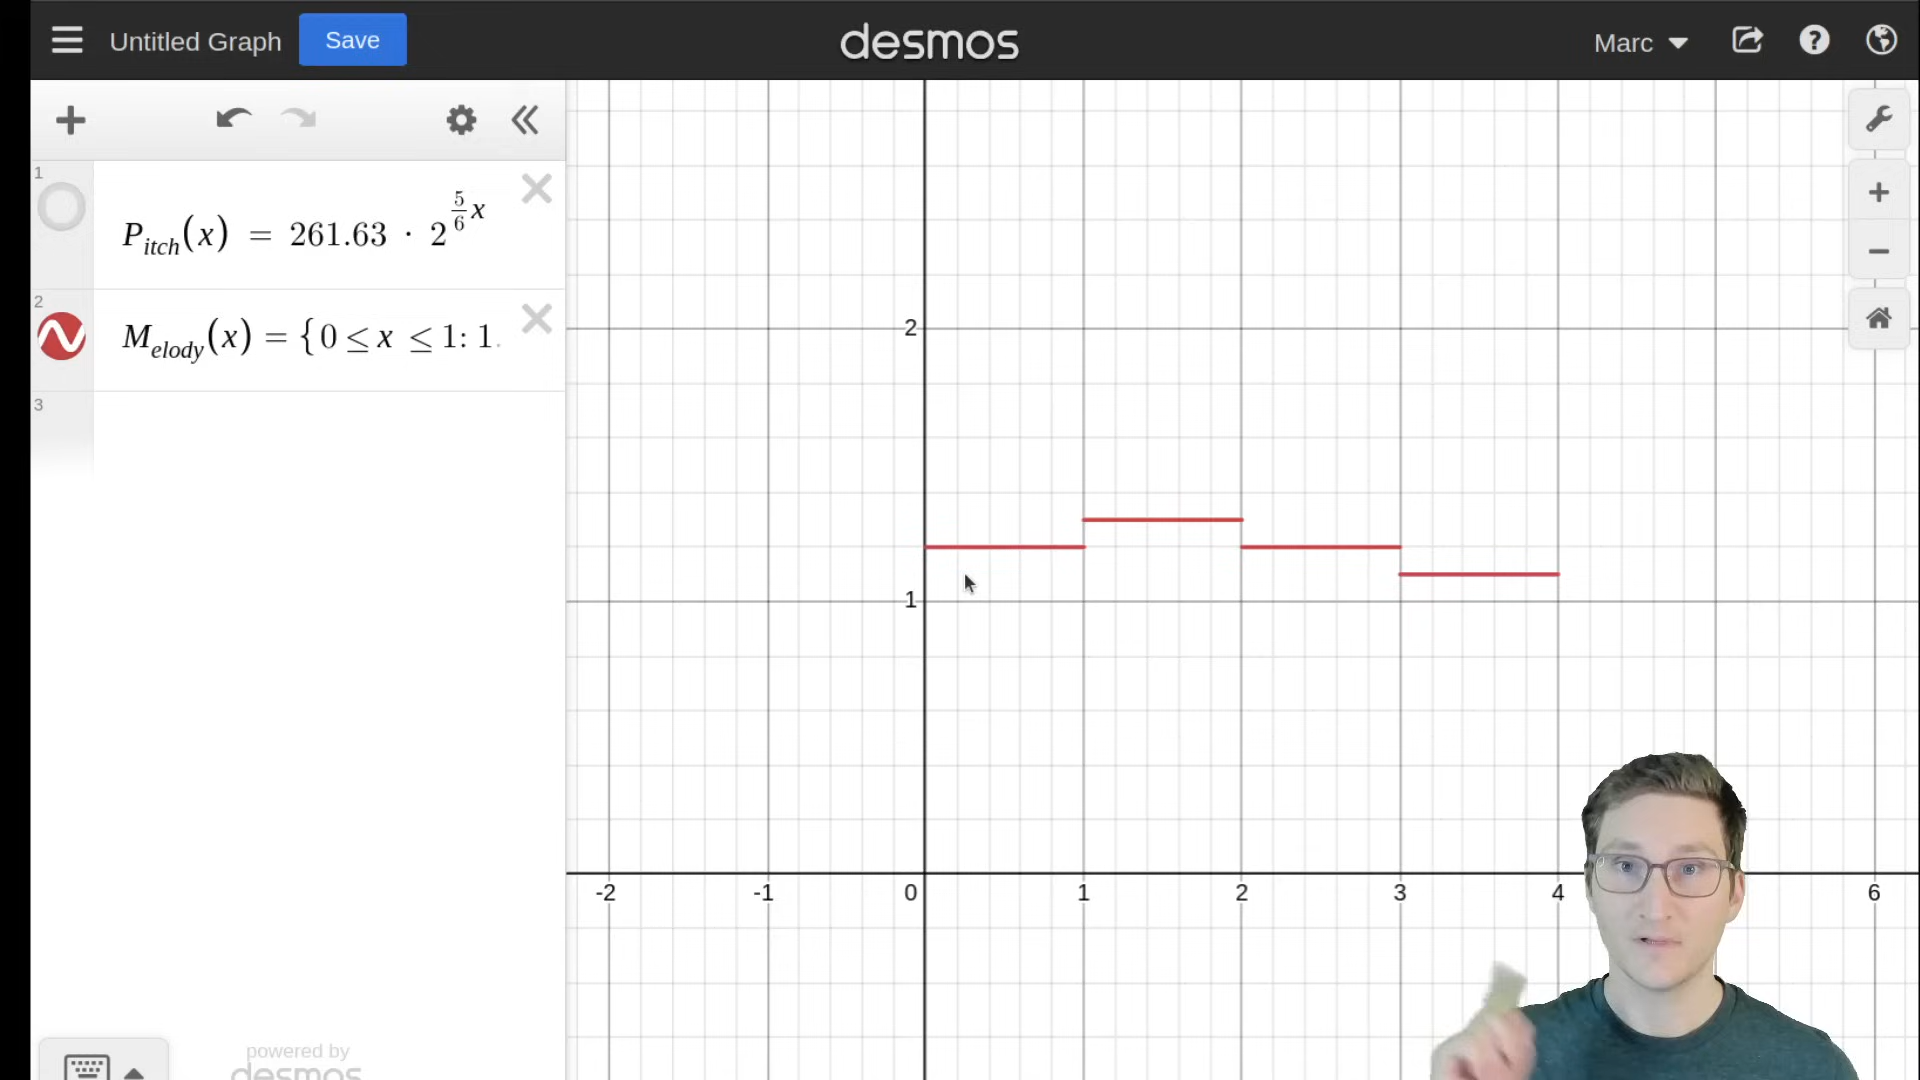 Untitled Graph Save desmos Marc
1
P_itch(x) = 261.63 · 2^(5/6 x)
2
M_elody(x) = {0 ≤ x ≤ 1: 1.
3
2
1
-2 -1 0 1 2 3 4 6
powered by
desmos